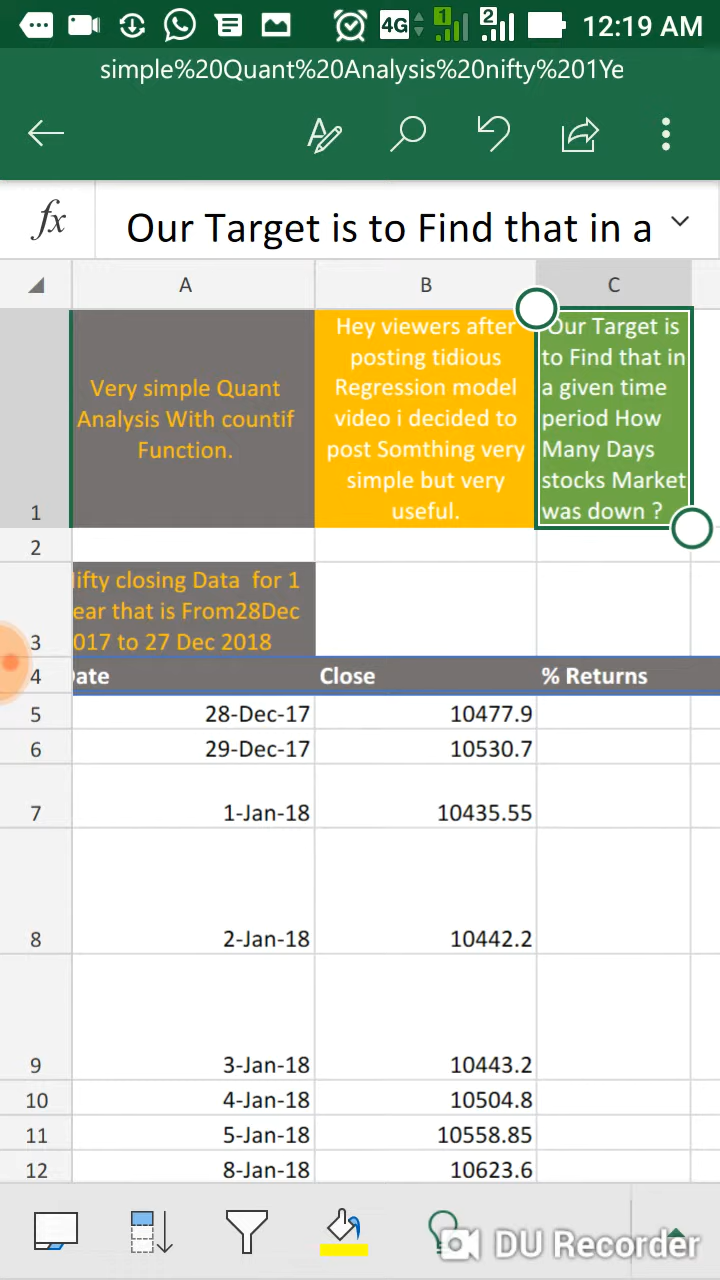 4G 1 2 12:19 AM
simple%20Quant%20Analysis%20nifty%201Ye
fx Our Target is to Find that in a
A B C
1
Very simple Quant
Analysis With countif
Function.
Hey viewers after
posting tidious
Regression model
video i decided to
post Somthing very
simple but very
useful.
Our Target is
to Find that in
a given time
period How
Many Days
stocks Market
was down ?
2
3
ifty closing Data for 1
ear that is From28Dec
017 to 27 Dec 2018
4 ate Close % Returns
5 28-Dec-17 10477.9
6 29-Dec-17 10530.7
7 1-Jan-18 10435.55
8 2-Jan-18 10442.2
9 3-Jan-18 10443.2
10 4-Jan-18 10504.8
11 5-Jan-18 10558.85
12 8-Jan-18 10623.6
DU Recorder